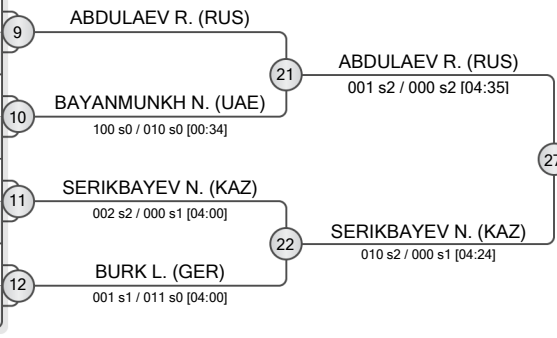 9
ABDULAEV R. (RUS)
21
ABDULAEV R. (RUS)
001 s2 / 000 s2 [04:35]
10
BAYANMUNKH N. (UAE)
100 s0 / 010 s0 [00:34]
27
11
SERIKBAYEV N. (KAZ)
002 s2 / 000 s1 [04:00]
22
SERIKBAYEV N. (KAZ)
010 s2 / 000 s1 [04:24]
12
BURK L. (GER)
001 s1 / 011 s0 [04:00]